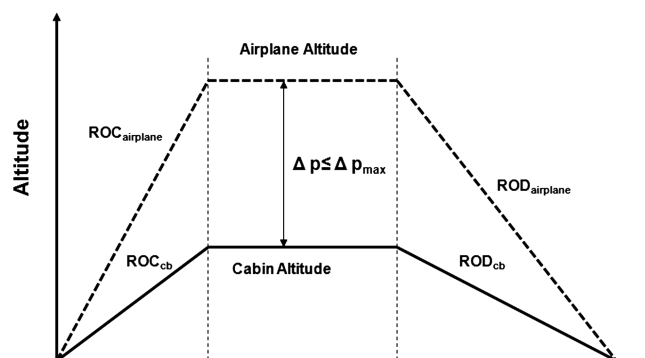 Airplane Altitude
Altitude
ROCairplane
Δ p≤ Δ pmax
RODairplane
ROCcb
Cabin Altitude
RODcb